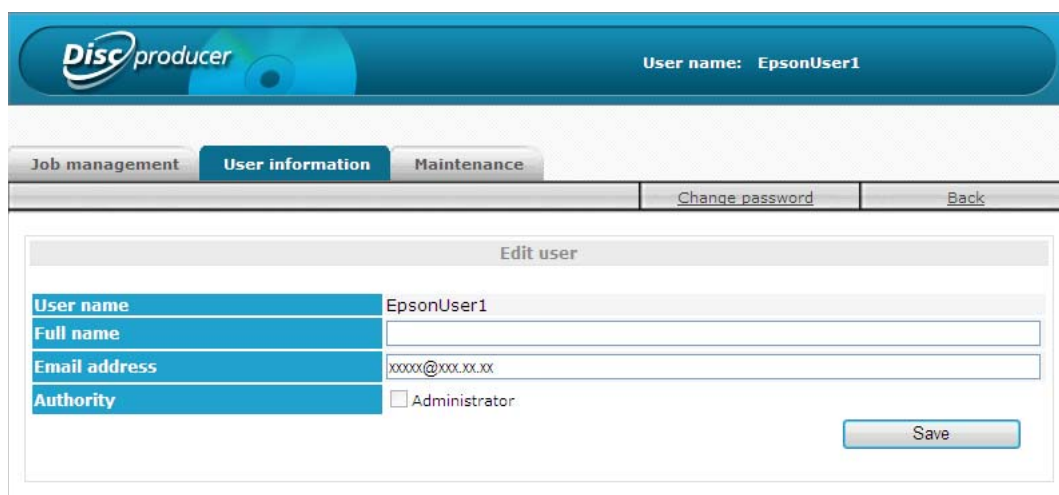 Disc producer
User name: EpsonUser1
Job management User information Maintenance
Change password Back
Edit user
User name EpsonUser1
Full name
Email address xxxxx@xxx.xx.xx
Authority Administrator
Save